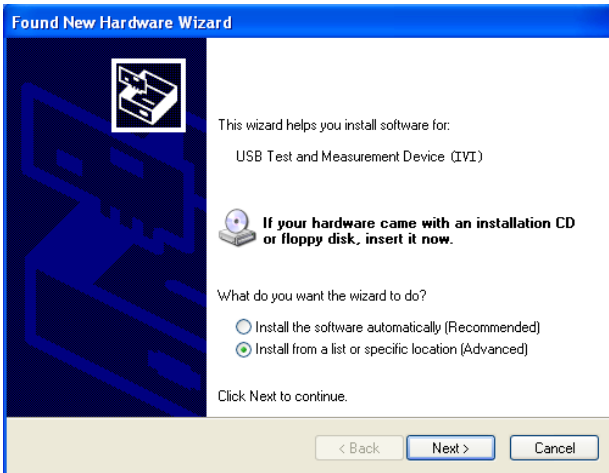 Found New Hardware Wizard
This wizard helps you install software for:
USB Test and Measurement Device (IVI)
If your hardware came with an installation CD
or floppy disk, insert it now.
What do you want the wizard to do?
Install the software automatically (Recommended)
Install from a list or specific location (Advanced)
Click Next to continue.
< Back Next > Cancel